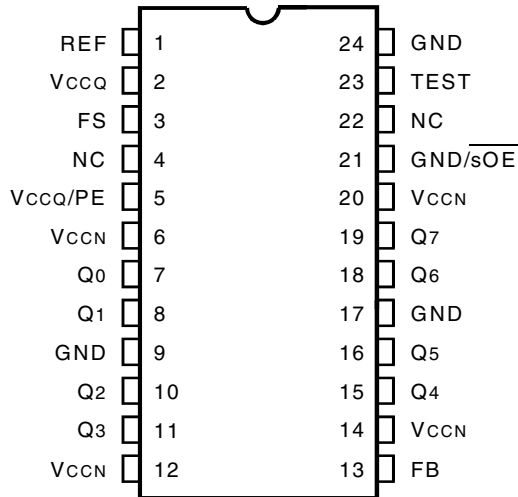 REF 1 24 GND
VCCQ 2 23 TEST
FS 3 22 NC
NC 4 21 GND/sOE
VCCQ/PE 5 20 VCCN
VCCN 6 19 Q7
Q0 7 18 Q6
Q1 8 17 GND
GND 9 16 Q5
Q2 10 15 Q4
Q3 11 14 VCCN
VCCN 12 13 FB